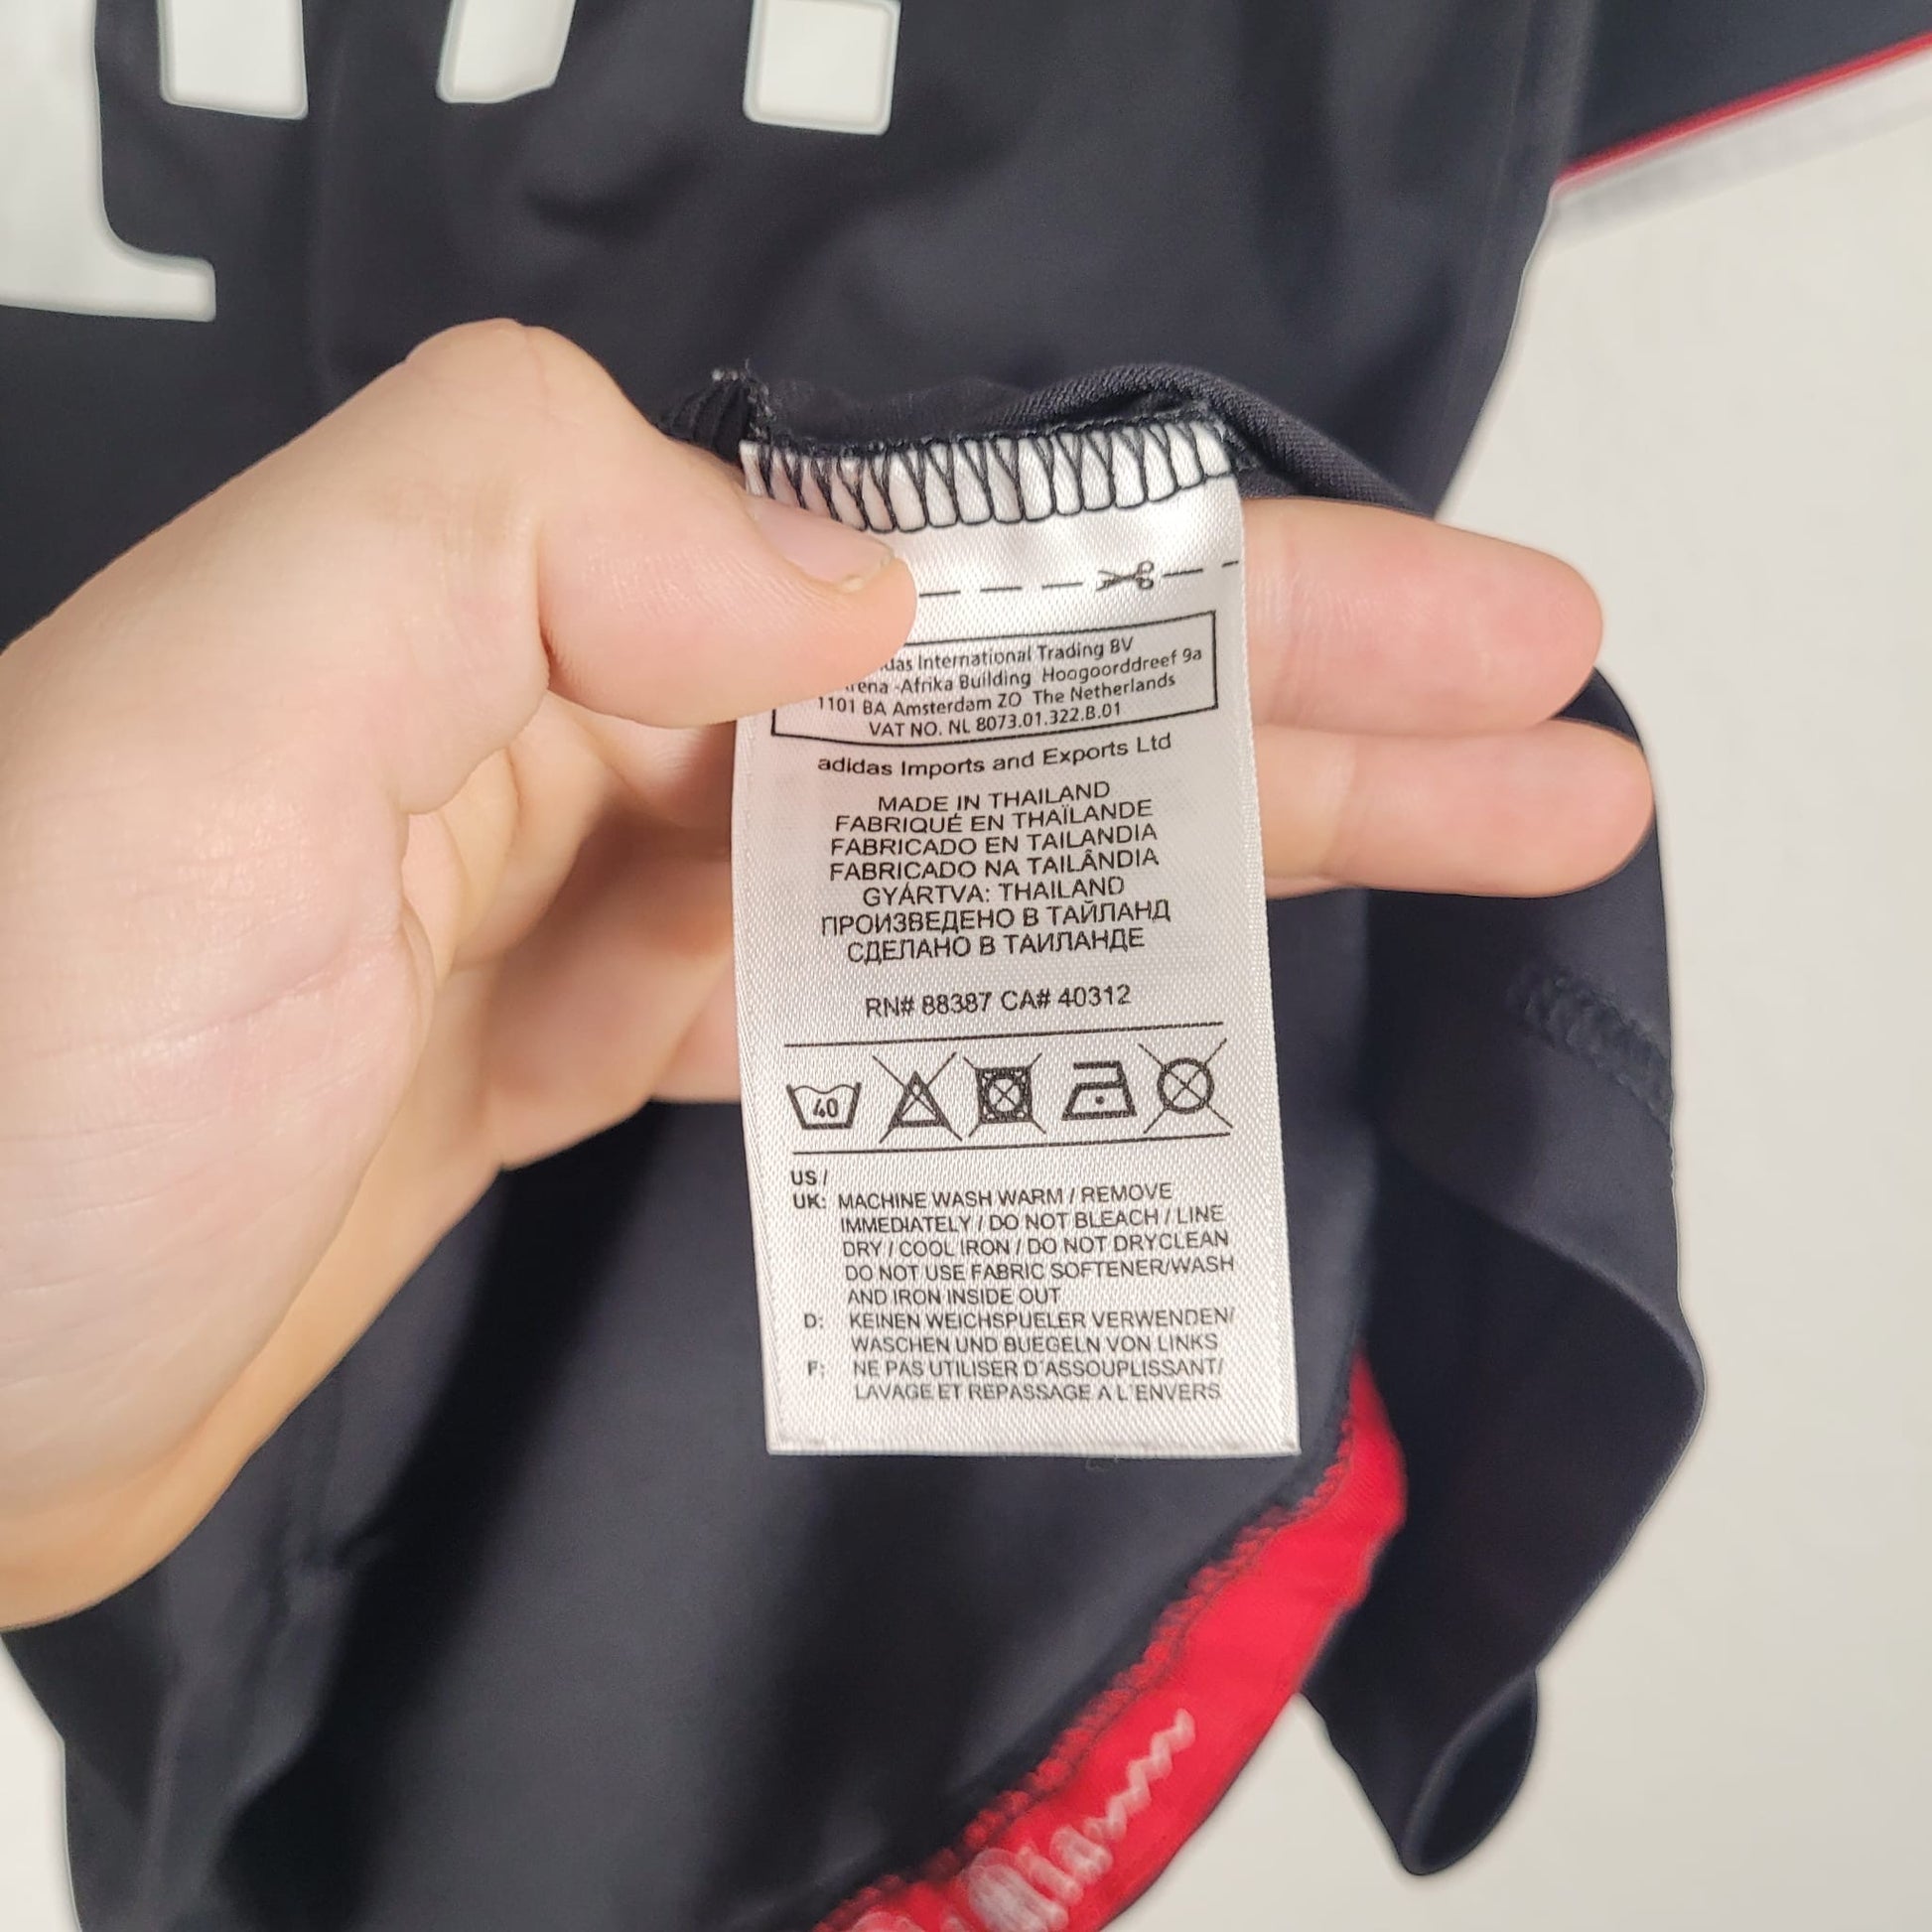 International Trading BV
-Afrika Building Hoogoorddreef 9a
1101 BA Amsterdam ZO The Netherlands
VAT NO. NL 8073.01.322.B.01
adidas Imports and Exports Ltd
MADE IN THAILAND
FABRIQUÉ EN THAÏLANDE
FABRICADO EN TAILANDIA
FABRICADO NA TAILÂNDIA
GYÁRTVA: THAILAND
ПРОИЗВЕДЕНО В ТАЙЛАНД
СДЕЛАНО В ТАИЛАНДЕ
RN# 88387 CA# 40312
40
US /
UK: MACHINE WASH WARM / REMOVE
IMMEDIATELY / DO NOT BLEACH / LINE
DRY / COOL IRON / DO NOT DRYCLEAN
DO NOT USE FABRIC SOFTENER/WASH
AND IRON INSIDE OUT
D: KEINEN WEICHSPUELER VERWENDEN/
WASCHEN UND BUEGELN VON LINKS
F: NE PAS UTILISER D'ASSOUPLISSANT/
LAVAGE ET REPASSAGE A L'ENVERS